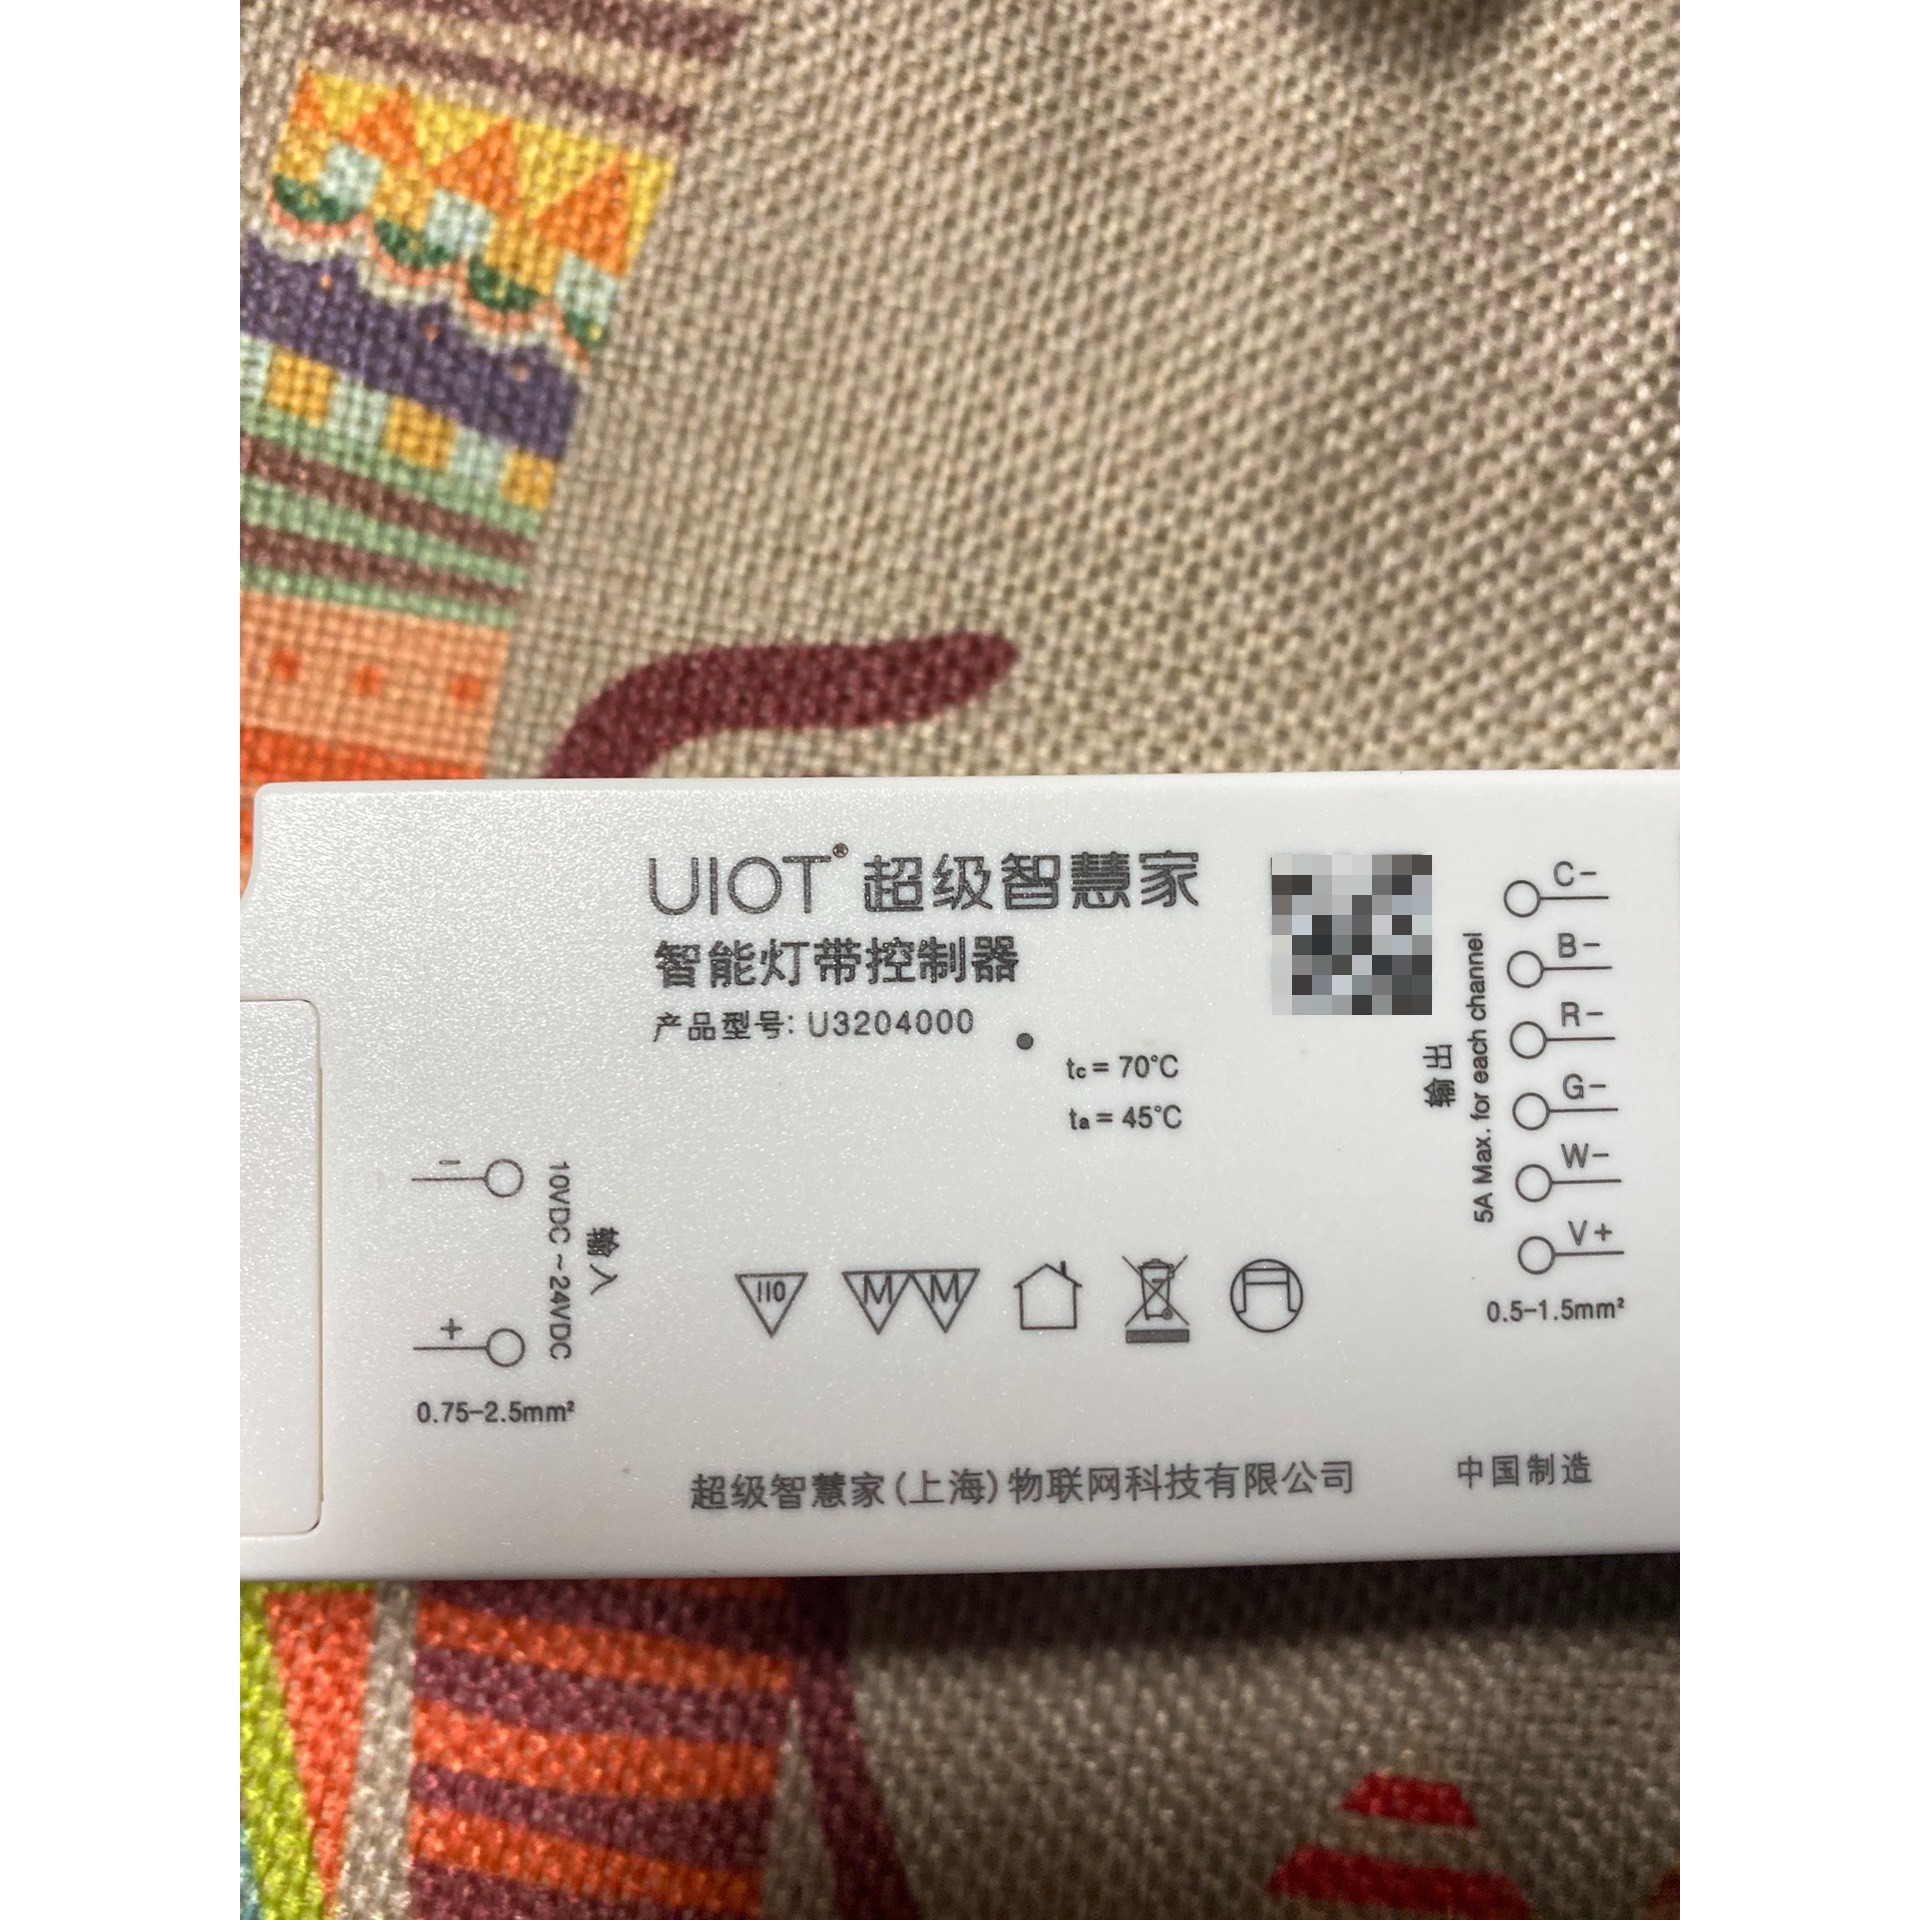 UIOT® 超级智慧家
智能灯带控制器
产品型号: U3204000
tc = 70°C
ta = 45°C
-
+
10VDC ~ 24VDC
输入
0.75-2.5mm²
110
M M
输出
5A Max. for each channel
C-
B-
R-
G-
W-
V+
0.5-1.5mm²
超级智慧家(上海)物联网科技有限公司
中国制造